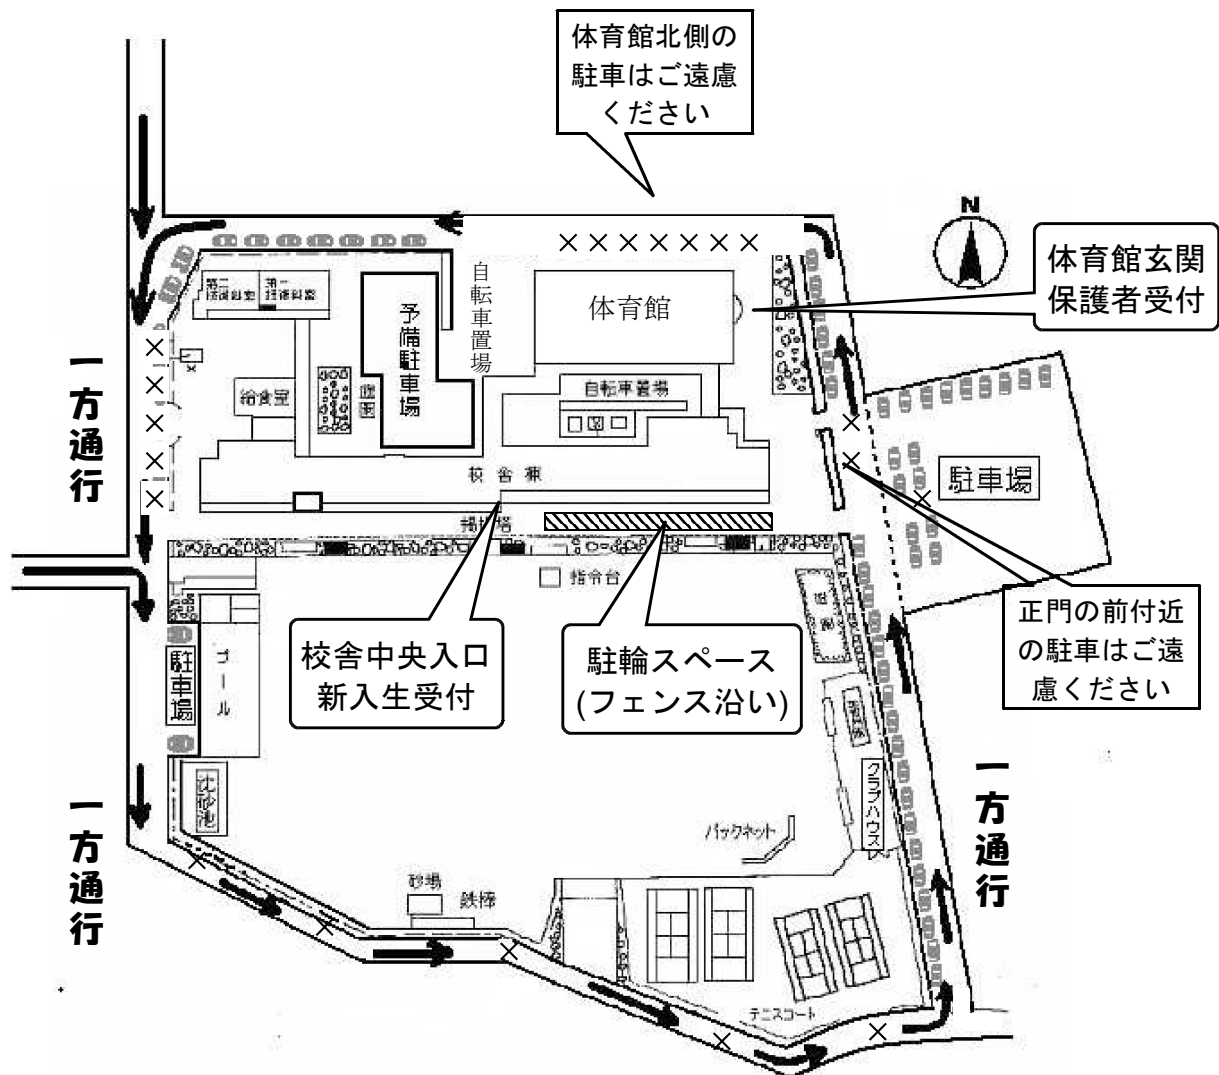 体育館北側の
駐車はご遠慮
ください
N
体育館玄関
保護者受付
自転車置場
体育館
予備駐車場
給食室
自転車置場
一方通行
校舎棟
駐車場
指令台
校舎中央入口
新入生受付
駐輪スペース
(フェンス沿い)
正門の前付近
の駐車はご遠
慮ください
駐車場
プール
沈砂池
クラブハウス
一方通行
一方通行
バックネット
砂場
鉄棒
テニスコート